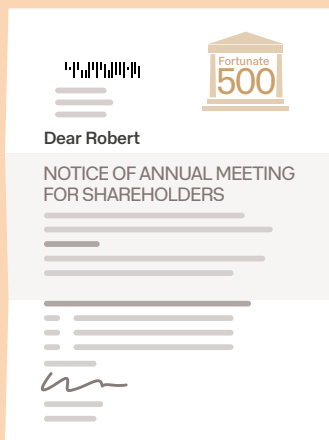 Fortunate
500
Dear Robert
NOTICE OF ANNUAL MEETING
FOR SHAREHOLDERS